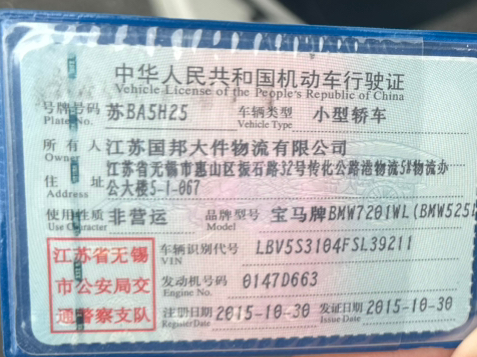 中华人民共和国机动车行驶证
Vehicle License of the People's Republic of China
号牌号码 苏BA5H25 车辆类型 小型轿车
Plate No. Vehicle Type
所有人 江苏国邦大件物流有限公司
Owner
住址 江苏省无锡市惠山区振石路32号传化公路港物流5#物流办
Address 公大楼5-1-067
使用性质 非营运 品牌型号 宝马牌BMW7201WL(BMW525L
Use Character Model
江苏省无锡
市公安局交
通警察支队
车辆识别代号 LBV5S3104FSL39211
VIN
发动机号码 0147D663
Engine No.
注册日期 2015-10-30 发证日期 2015-10-30
Register Date Issue Date